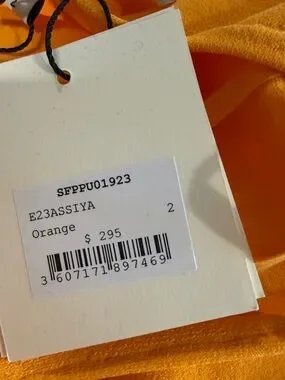 SFPPU01923
E23ASSIYA 2
Orange
$ 295
3 607171 897469